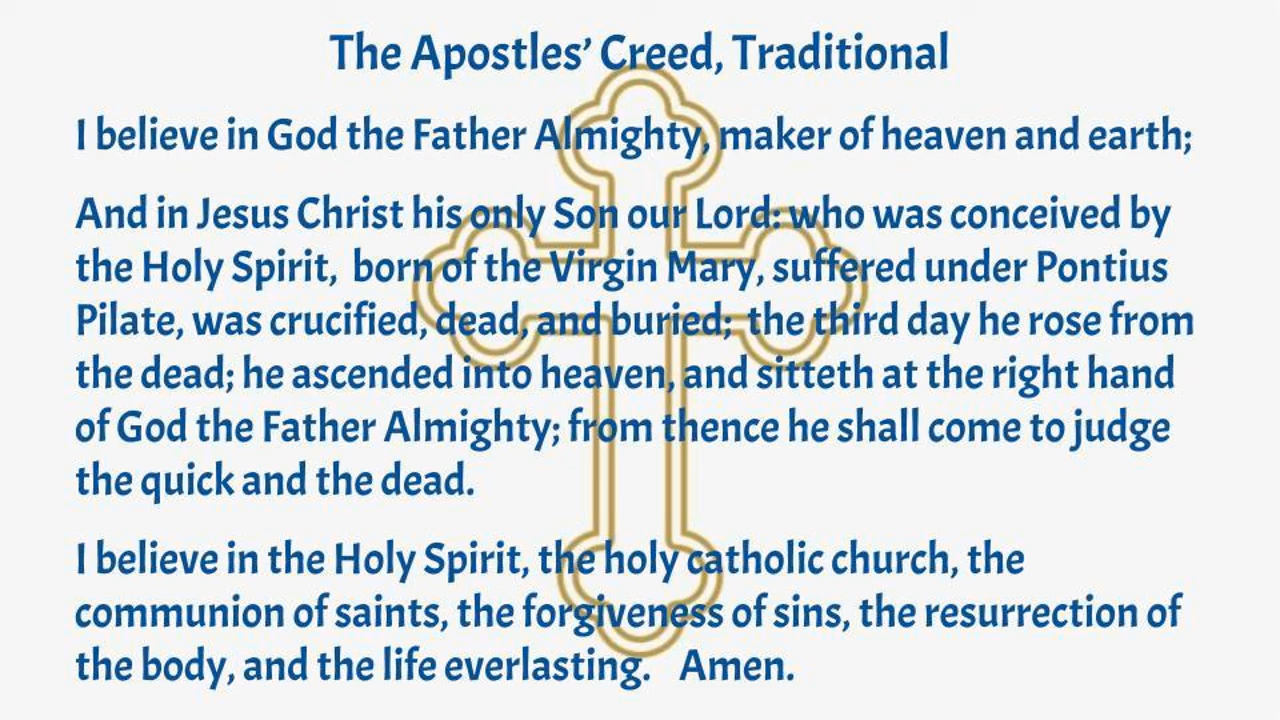 The Apostles’ Creed, Traditional
I believe in God the Father Almighty, maker of heaven and earth;
And in Jesus Christ his only Son our Lord: who was conceived by
the Holy Spirit, born of the Virgin Mary, suffered under Pontius
Pilate, was crucified, dead, and buried; the third day he rose from
the dead; he ascended into heaven, and sitteth at the right hand
of God the Father Almighty; from thence he shall come to judge
the quick and the dead.
I believe in the Holy Spirit, the holy catholic church, the
communion of saints, the forgiveness of sins, the resurrection of
the body, and the life everlasting. Amen.